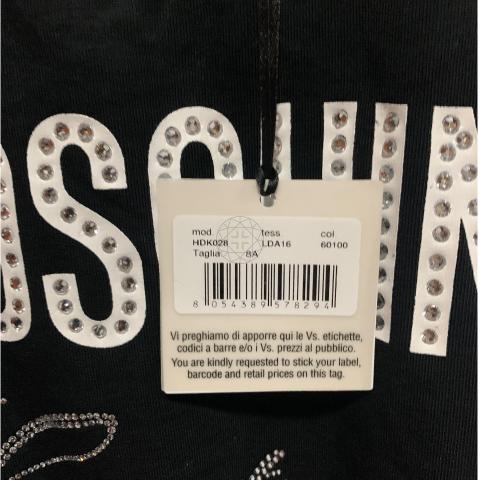 OSCHIN
mod. tess. col
HDK028 LDA16 60100
Taglia 8A
8 054389 578294
Vi preghiamo di apporre qui le Vs. etichette,
codici a barre e/o i Vs. prezzi al pubblico.
You are kindly requested to stick your label,
barcode and retail prices on this tag.